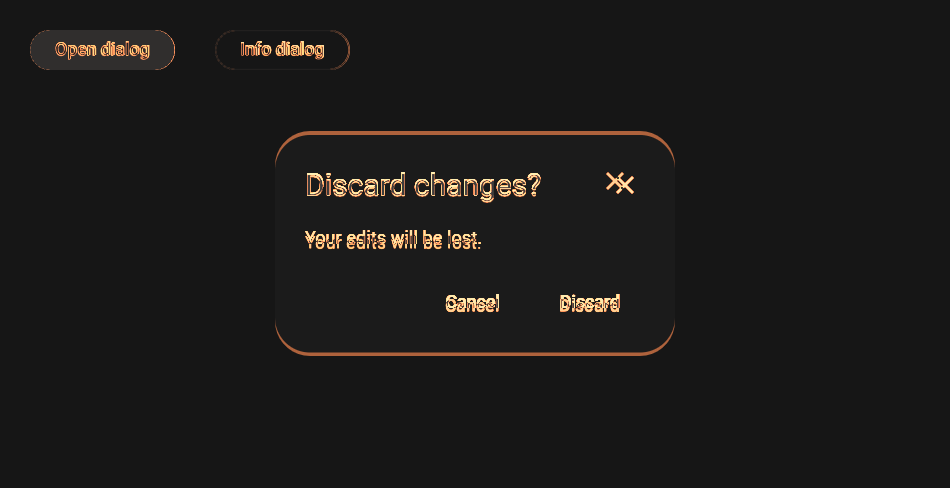 Open dialog
Info dialog
Discard changes?
Your edits will be lost.
Cancel
Discard